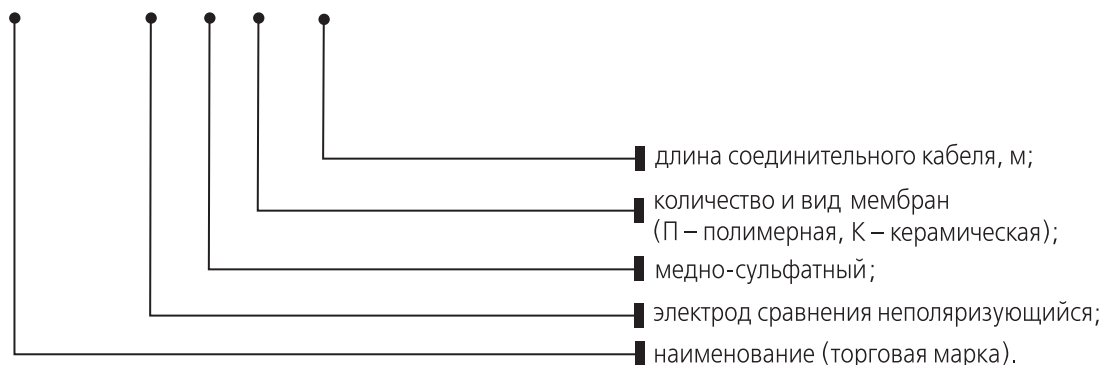 длина соединительного кабеля, м;
количество и вид мембран
(П – полимерная, К – керамическая);
медно-сульфатный;
электрод сравнения неполяризующийся;
наименование (торговая марка).